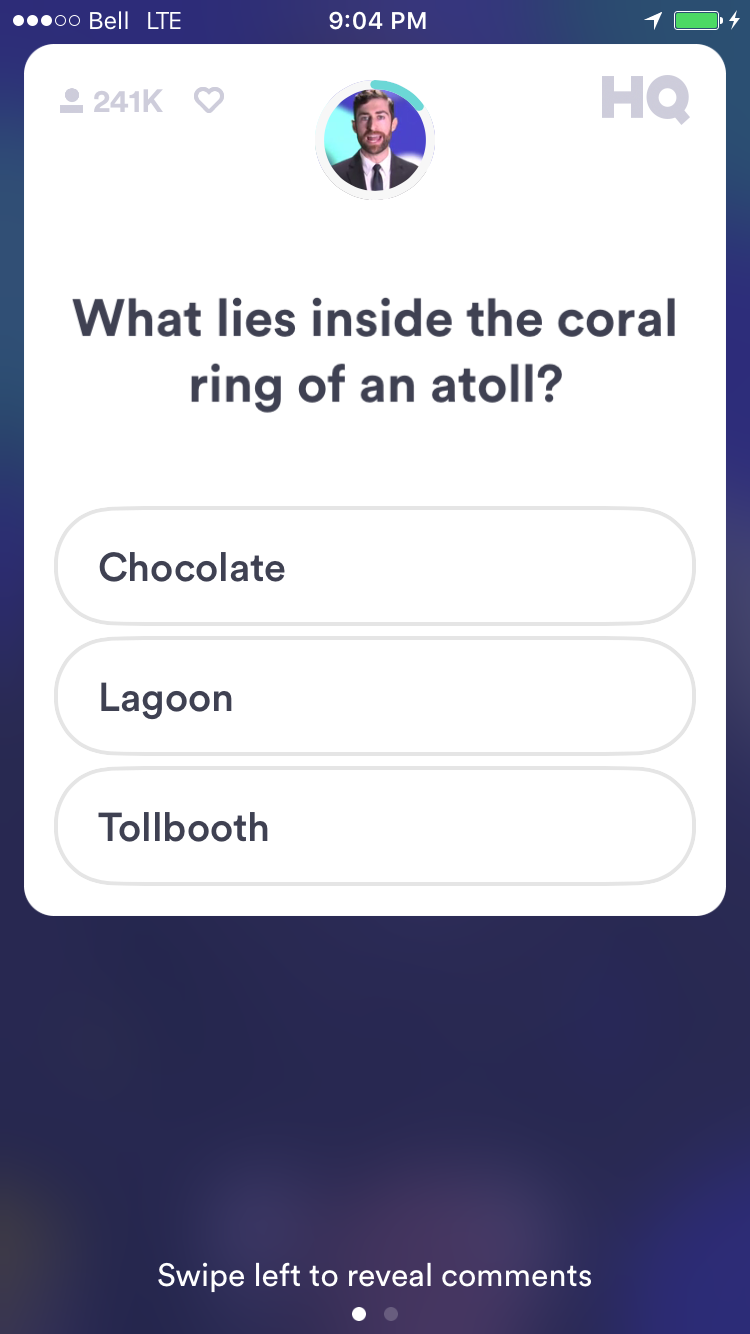 Bell LTE 9:04 PM
241K HQ
What lies inside the coral
ring of an atoll?
Chocolate
Lagoon
Tollbooth
Swipe left to reveal comments